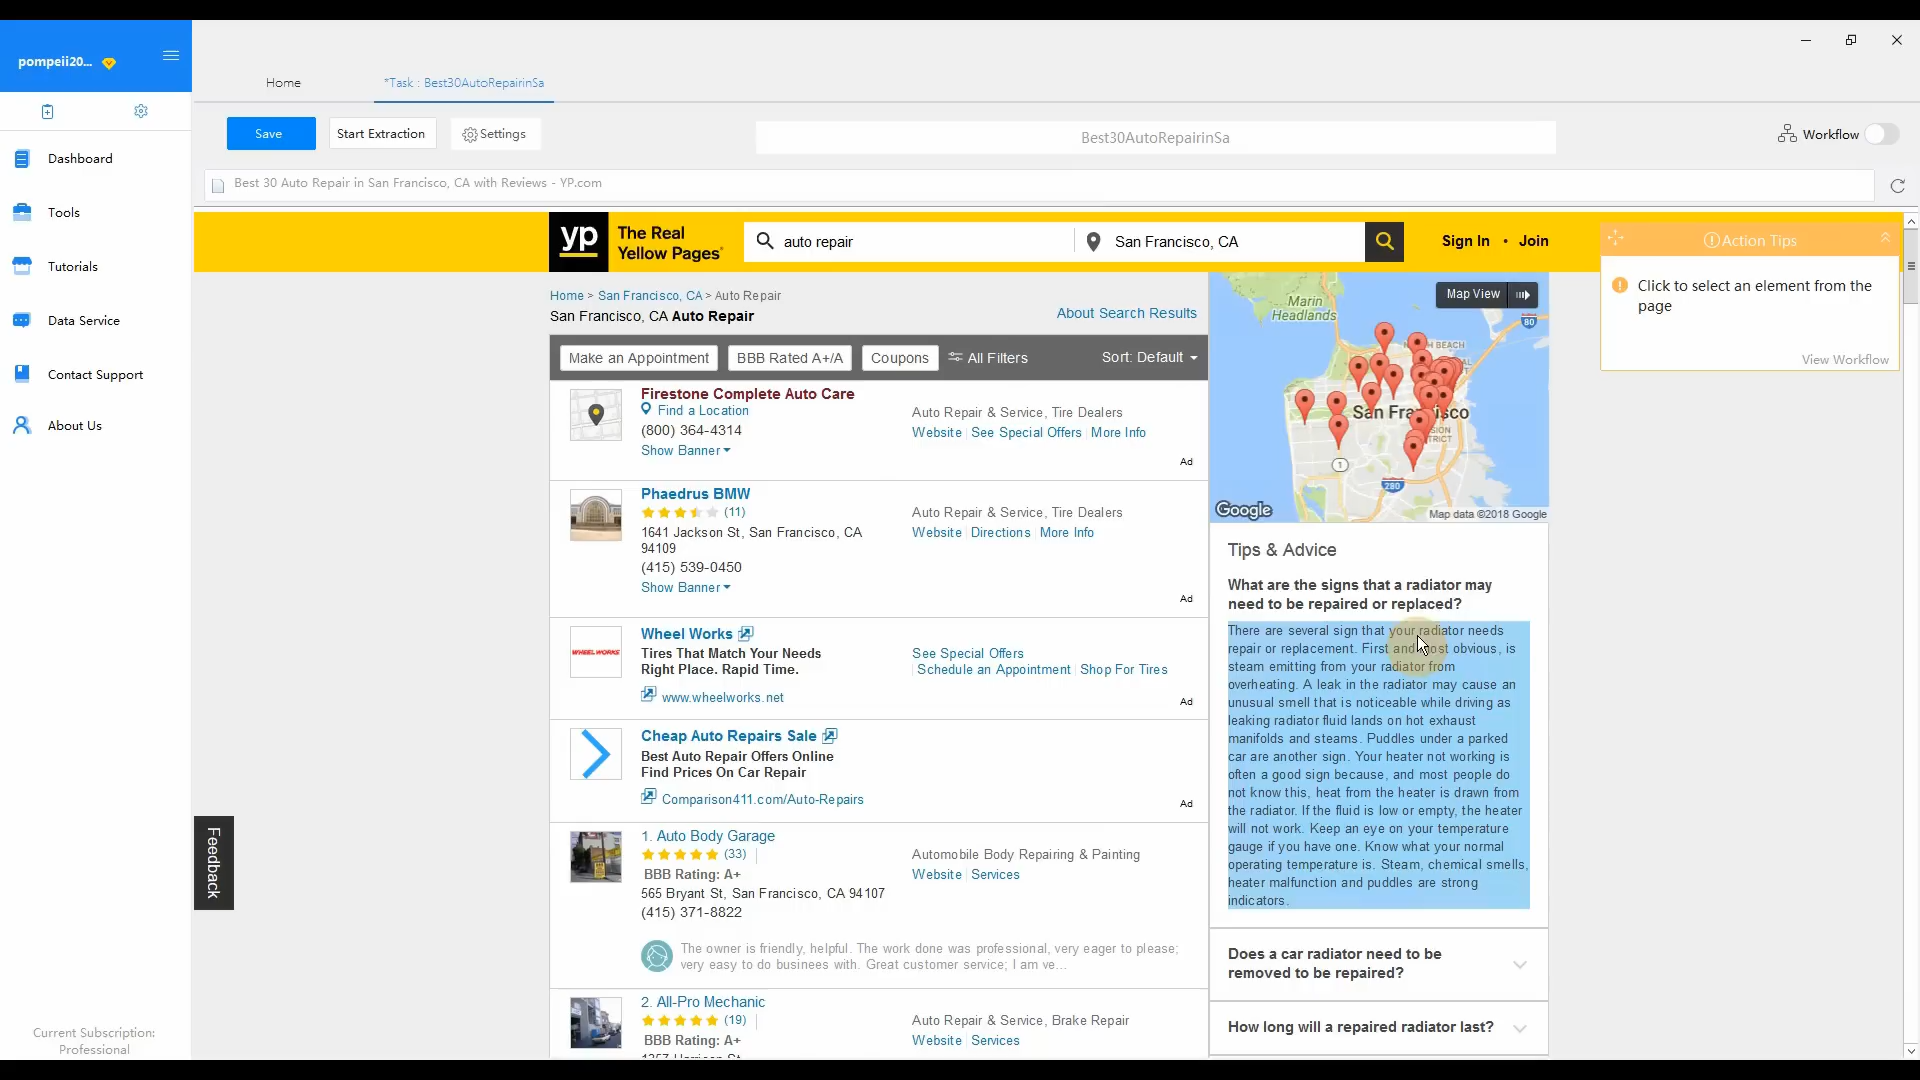 pompeii20...
Home
*Task : Best30AutoRepairinSa
Save
Start Extraction
Settings
Best30AutoRepairinSa
Workflow
Dashboard
Tools
Tutorials
Data Service
Contact Support
About Us
Current Subscription:
Professional
Best 30 Auto Repair in San Francisco, CA with Reviews - YP.com
yp
The Real
Yellow Pages
auto repair
San Francisco, CA
Sign In • Join
Action Tips
Click to select an element from the
page
View Workflow
Home > San Francisco, CA > Auto Repair
San Francisco, CA Auto Repair
About Search Results
Make an Appointment
BBB Rated A+/A
Coupons
All Filters
Sort: Default
Firestone Complete Auto Care
Find a Location
(800) 364-4314
Show Banner
Auto Repair & Service, Tire Dealers
Website | See Special Offers | More Info
Ad
Phaedrus BMW
(11)
1641 Jackson St, San Francisco, CA
94109
(415) 539-0450
Show Banner
Auto Repair & Service, Tire Dealers
Website | Directions | More Info
Ad
WHEEL WORKS
Wheel Works
Tires That Match Your Needs
Right Place. Rapid Time.
www.wheelworks.net
See Special Offers
| Schedule an Appointment | Shop For Tires
Ad
Cheap Auto Repairs Sale
Best Auto Repair Offers Online
Find Prices On Car Repair
Comparison411.com/Auto-Repairs
Ad
1. Auto Body Garage
(33)
BBB Rating: A+
565 Bryant St, San Francisco, CA 94107
(415) 371-8822
Automobile Body Repairing & Painting
Website | Services
The owner is friendly, helpful. The work done was professional, very eager to please;
very easy to do businees with. Great customer service; I am ve...
2. All-Pro Mechanic
(19)
BBB Rating: A+
Auto Repair & Service, Brake Repair
Website | Services
Feedback
Map View
Marin
Headlands
80
San Francisco
1
280
Google
Map data ©2018 Google
Tips & Advice
What are the signs that a radiator may
need to be repaired or replaced?
There are several sign that your radiator needs
repair or replacement. First and most obvious, is
steam emitting from your radiator from
overheating. A leak in the radiator may cause an
unusual smell that is noticeable while driving as
leaking radiator fluid lands on hot exhaust
manifolds and steams. Puddles under a parked
car are another sign. Your heater not working is
often a good sign because, and most people do
not know this, heat from the heater is drawn from
the radiator. If the fluid is low or empty, the heater
will not work. Keep an eye on your temperature
gauge if you have one. Know what your normal
operating temperature is. Steam, chemical smells,
heater malfunction and puddles are strong
indicators.
Does a car radiator need to be
removed to be repaired?
How long will a repaired radiator last?